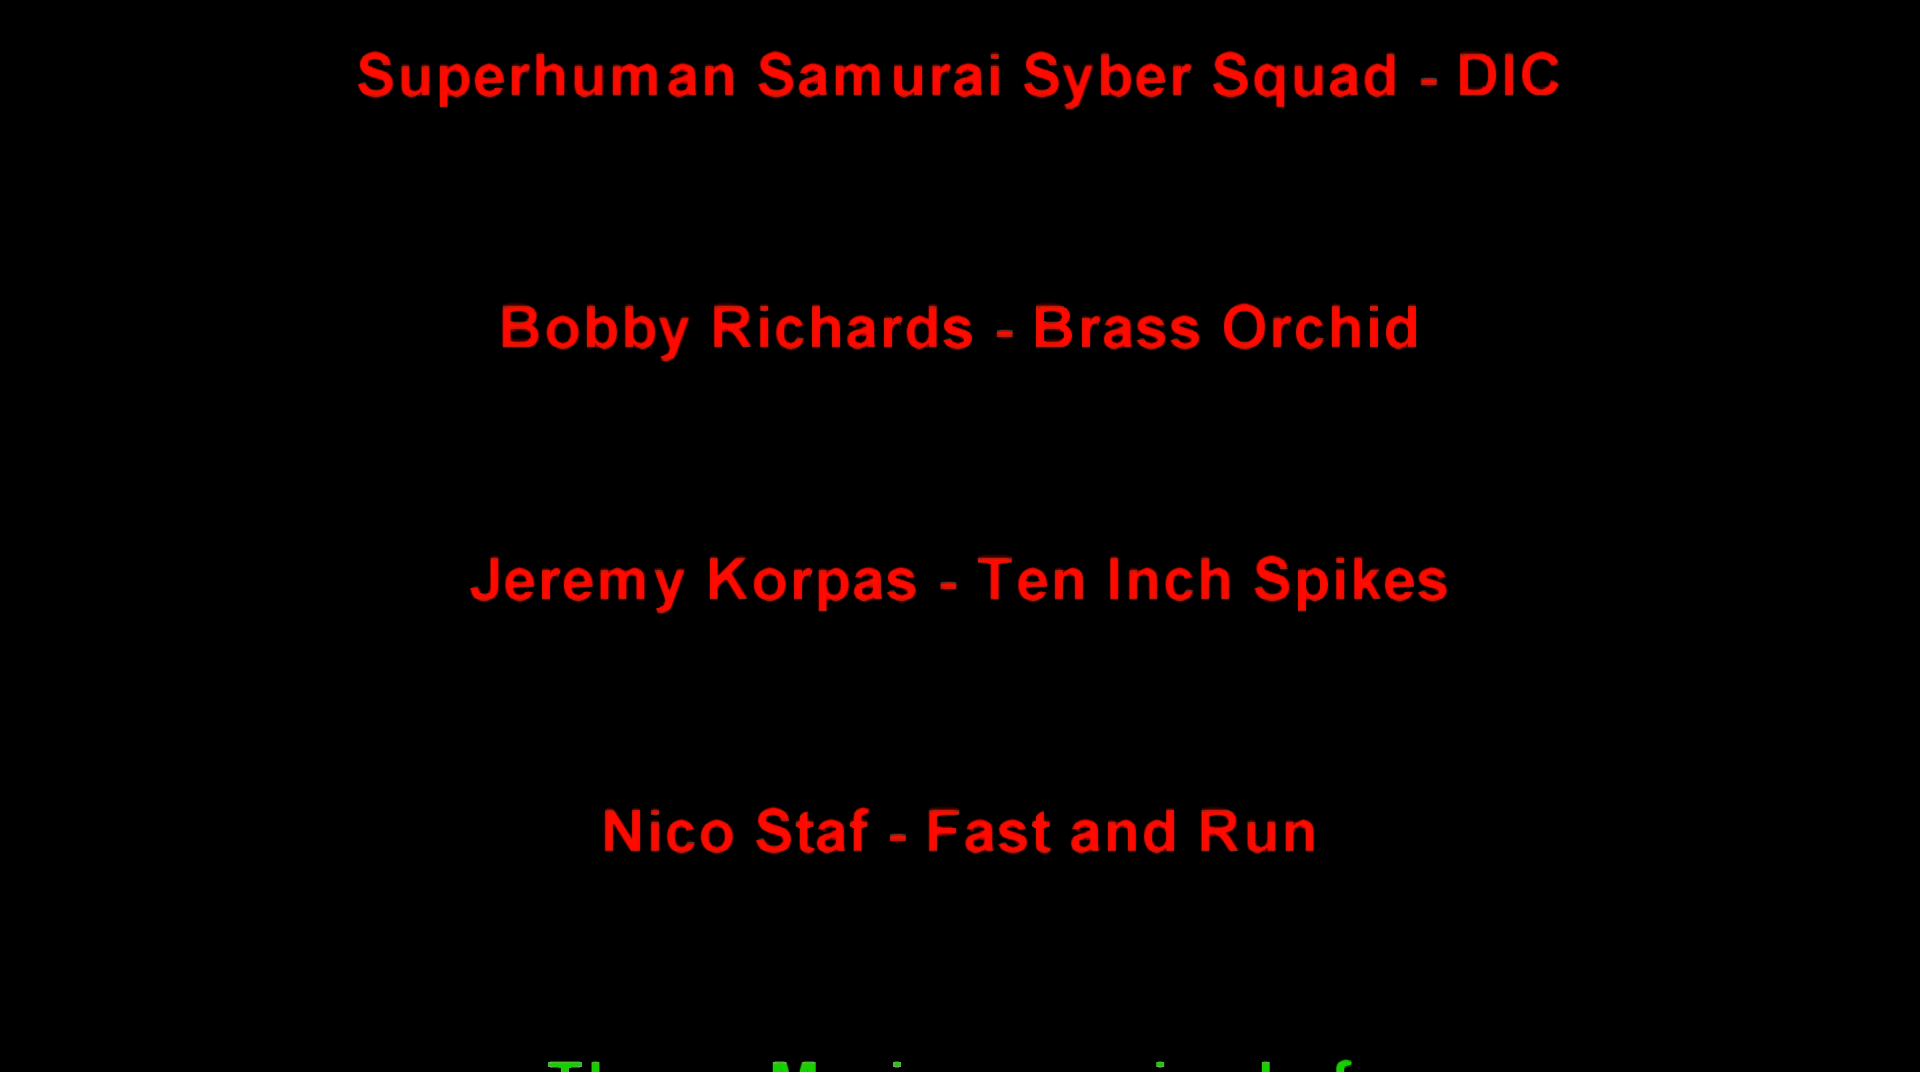 Superhuman Samurai Syber Squad - DIC
Bobby Richards - Brass Orchid
Jeremy Korpas - Ten Inch Spikes
Nico Staf - Fast and Run